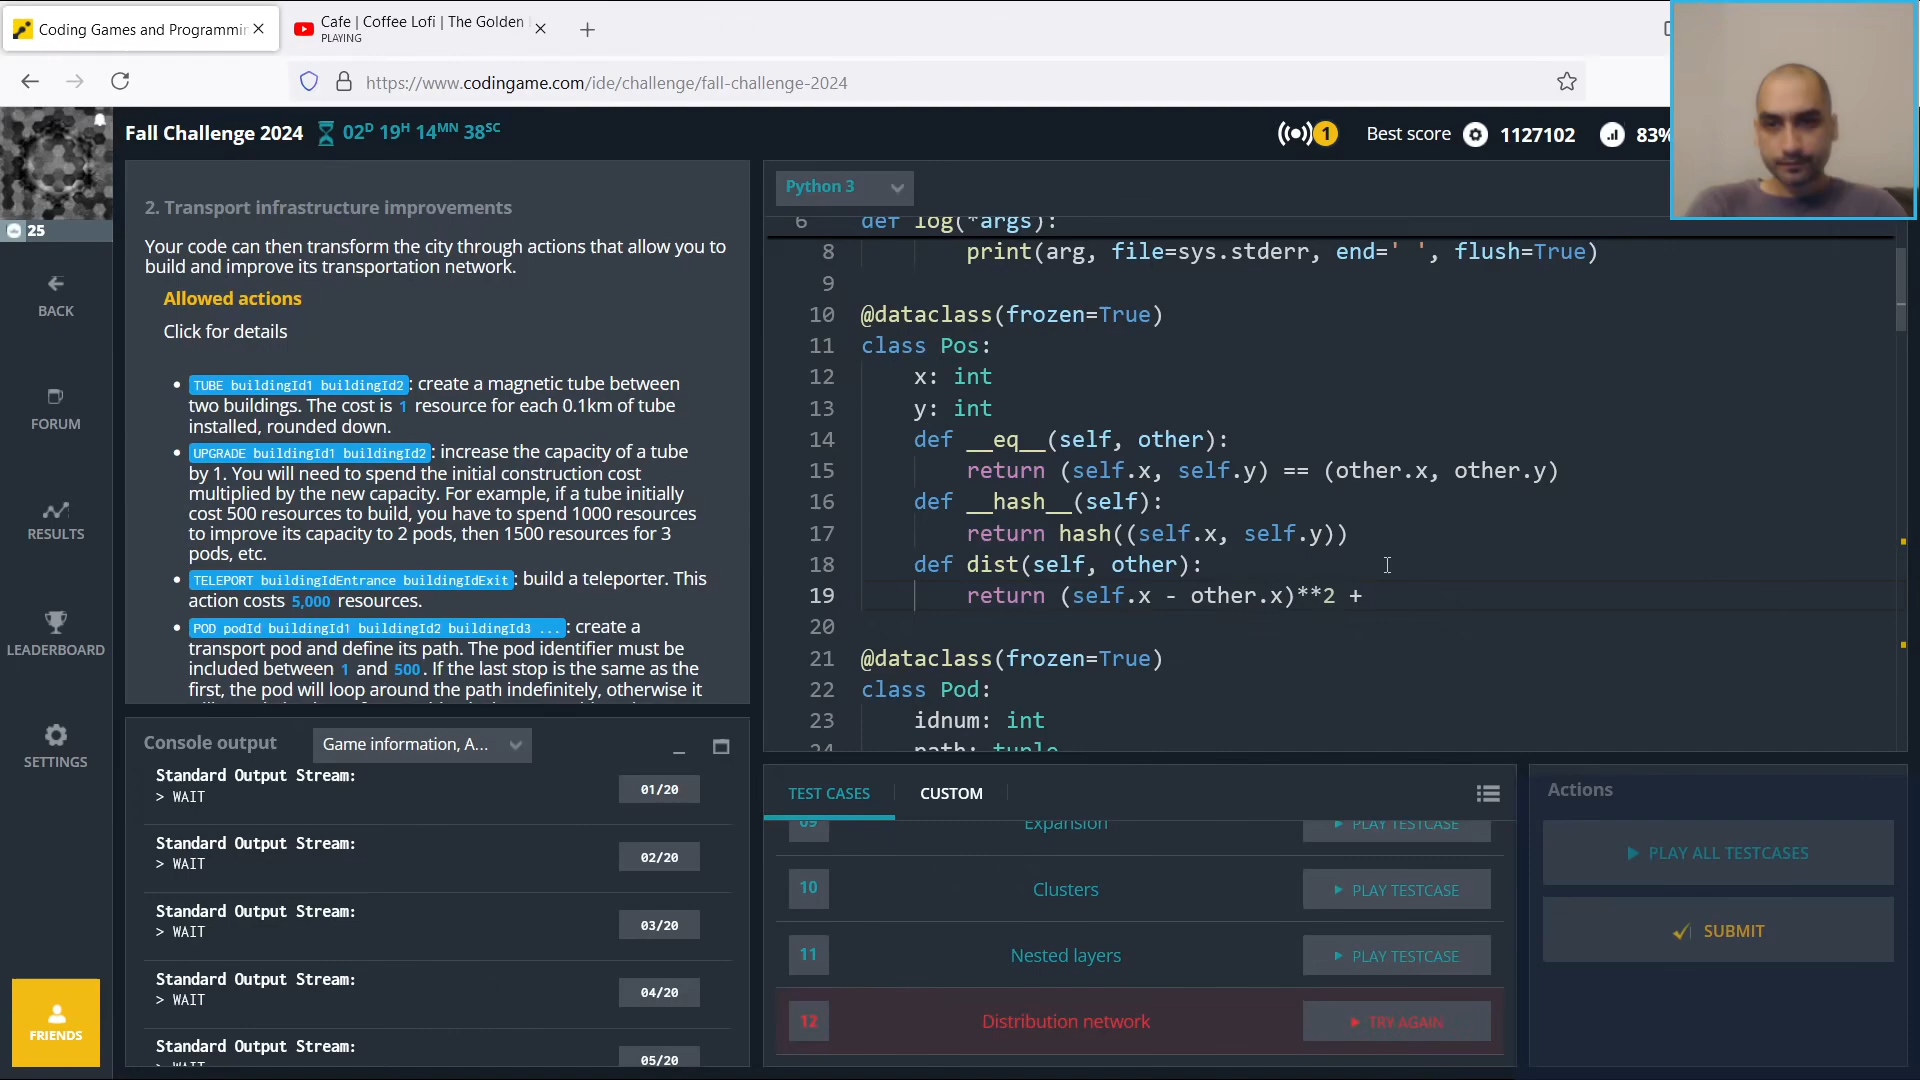 Coding Games and Programmin
Cafe | Coffee Lofi | The Golden
PLAYING
https://www.codingame.com/ide/challenge/fall-challenge-2024
Fall Challenge 2024
02D 19H 14MN 38SC
1
Best score
1127102
83%
25
BACK
FORUM
RESULTS
LEADERBOARD
SETTINGS
FRIENDS
2. Transport infrastructure improvements
Your code can then transform the city through actions that allow you to
build and improve its transportation network.
Allowed actions
Click for details
TUBE buildingId1 buildingId2: create a magnetic tube between
two buildings. The cost is 1 resource for each 0.1km of tube
installed, rounded down.
UPGRADE buildingId1 buildingId2: increase the capacity of a tube
by 1. You will need to spend the initial construction cost
multiplied by the new capacity. For example, if a tube initially
cost 500 resources to build, you have to spend 1000 resources
to improve its capacity to 2 pods, then 1500 resources for 3
pods, etc.
TELEPORT buildingIdEntrance buildingIdExit: build a teleporter. This
action costs 5,000 resources.
POD podId buildingId1 buildingId2 buildingId3 ...: create a
transport pod and define its path. The pod identifier must be
included between 1 and 500. If the last stop is the same as the
first, the pod will loop around the path indefinitely, otherwise it
Console output
Game information, A...
Standard Output Stream:
> WAIT
01/20
Standard Output Stream:
> WAIT
02/20
Standard Output Stream:
> WAIT
03/20
Standard Output Stream:
> WAIT
04/20
Standard Output Stream:
> WAIT
05/20
Python 3
6 def log(*args):
8 print(arg, file=sys.stderr, end=' ', flush=True)
9
10 @dataclass(frozen=True)
11 class Pos:
12 x: int
13 y: int
14 def __eq__(self, other):
15 return (self.x, self.y) == (other.x, other.y)
16 def __hash__(self):
17 return hash((self.x, self.y))
18 def dist(self, other):
19 return (self.x - other.x)**2 +
20
21 @dataclass(frozen=True)
22 class Pod:
23 idnum: int
24 path: tuple
TEST CASES
CUSTOM
09 Expansion PLAY TESTCASE
10 Clusters PLAY TESTCASE
11 Nested layers PLAY TESTCASE
12 Distribution network TRY AGAIN
Actions
PLAY ALL TESTCASES
SUBMIT